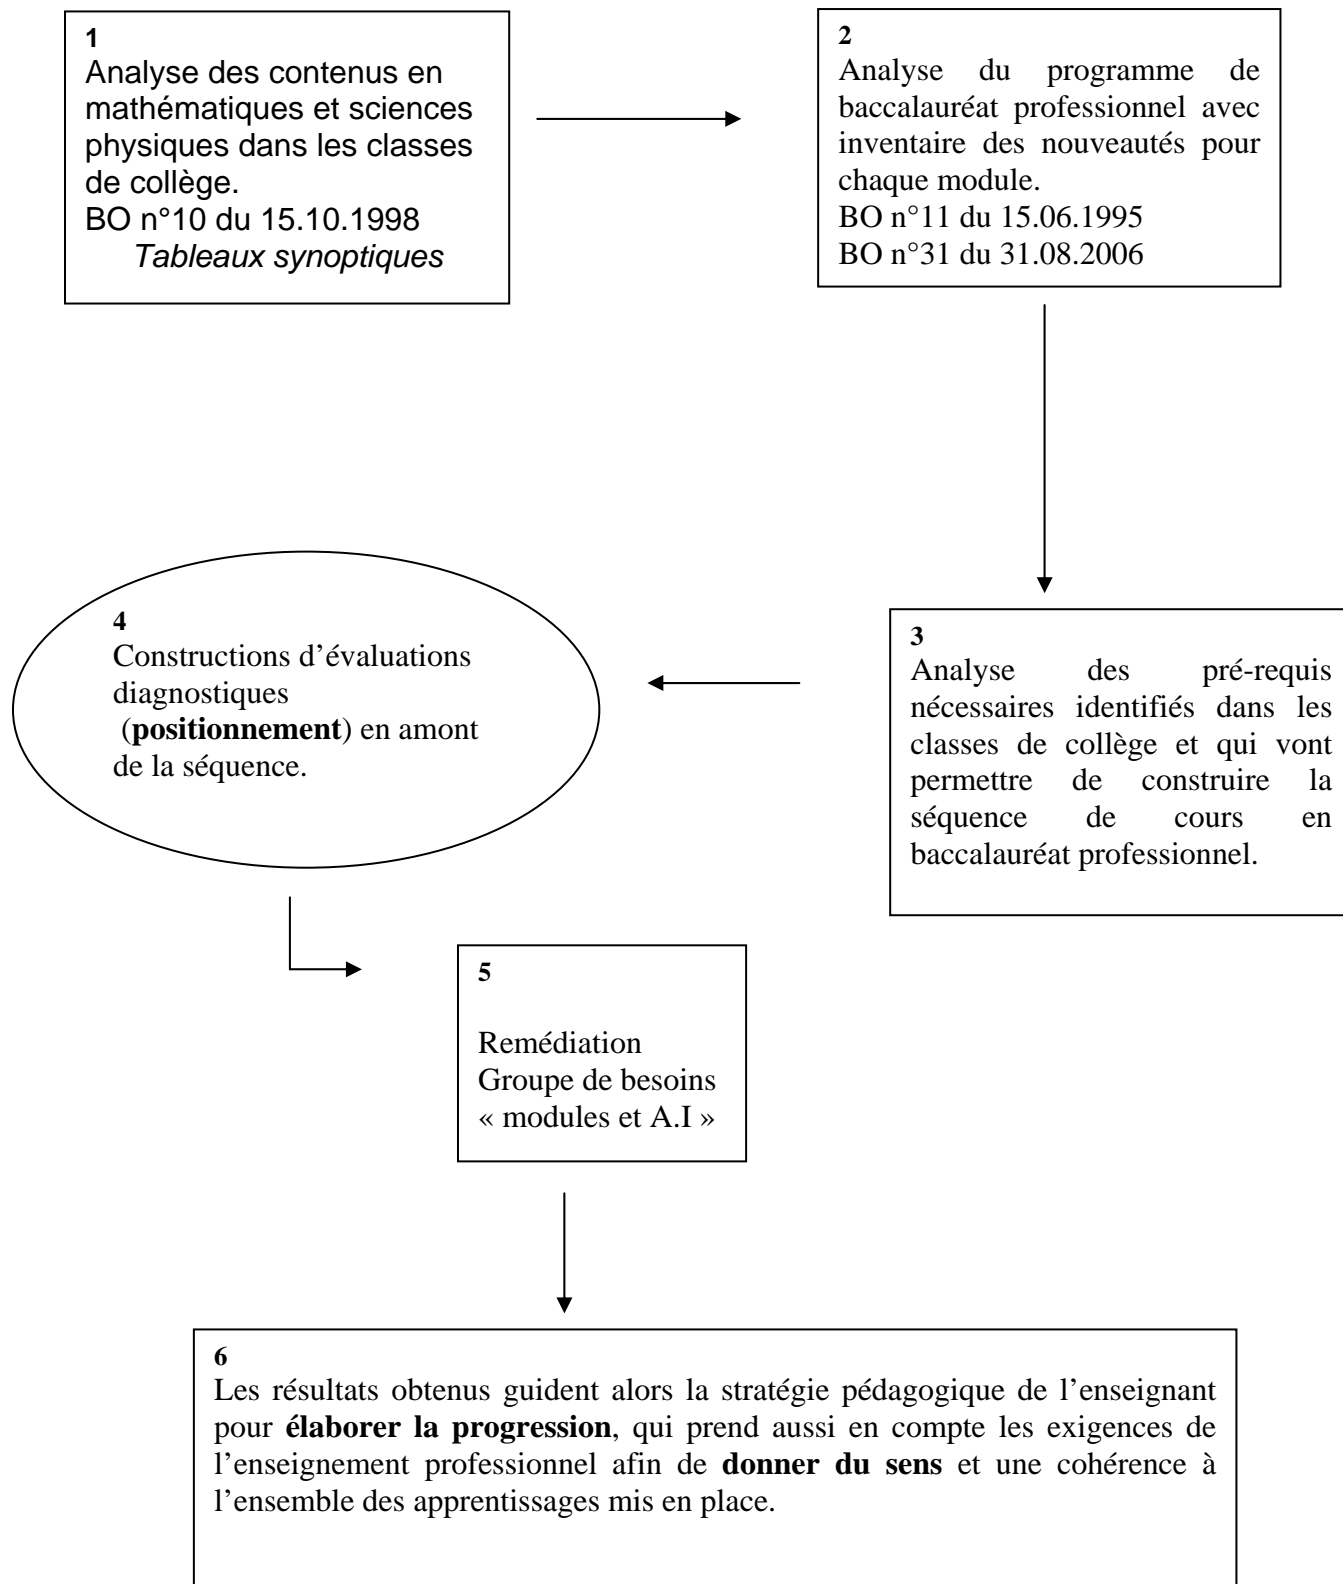 1
Analyse des contenus en
mathématiques et sciences
physiques dans les classes
de collège.
BO n°10 du 15.10.1998
Tableaux synoptiques
2
Analyse du programme de
baccalauréat professionnel avec
inventaire des nouveautés pour
chaque module.
BO n°11 du 15.06.1995
BO n°31 du 31.08.2006
3
Analyse des pré-requis
nécessaires identifiés dans les
classes de collège et qui vont
permettre de construire la
séquence de cours en
baccalauréat professionnel.
4
Constructions d’évaluations
diagnostiques
(positionnement) en amont
de la séquence.
5
Remédiation
Groupe de besoins
« modules et A.I »
6
Les résultats obtenus guident alors la stratégie pédagogique de l’enseignant
pour élaborer la progression, qui prend aussi en compte les exigences de
l’enseignement professionnel afin de donner du sens et une cohérence à
l’ensemble des apprentissages mis en place.